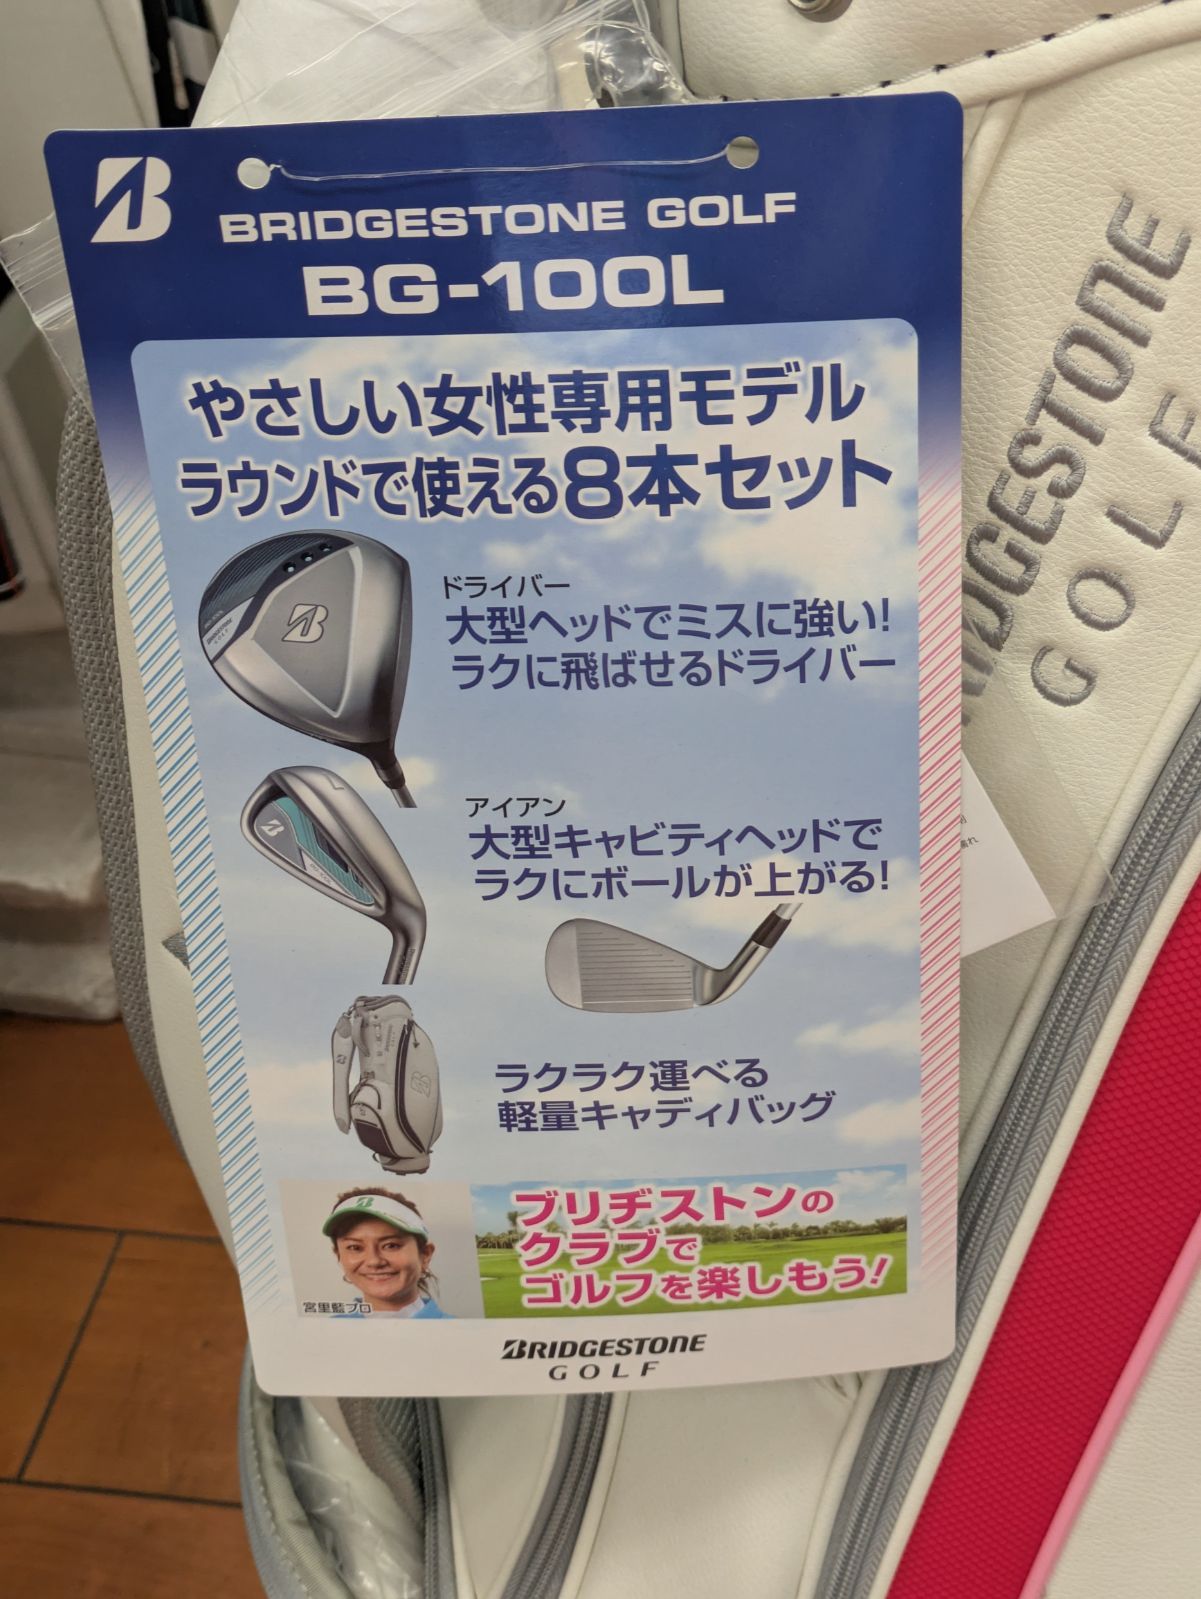 BRIDGESTONE GOLF
BG-100L
やさしい女性専用モデル
ラウンドで使える8本セット
ドライバー
大型ヘッドでミスに強い!
ラクに飛ばせるドライバー
アイアン
大型キャビティヘッドで
ラクにボールが上がる!
ラクラク運べる
軽量キャディバッグ
ブリヂストンの
クラブで
ゴルフを楽しもう!
宮里藍プロ
BRIDGESTONE
GOLF
BRIDGESTONE
GOLF